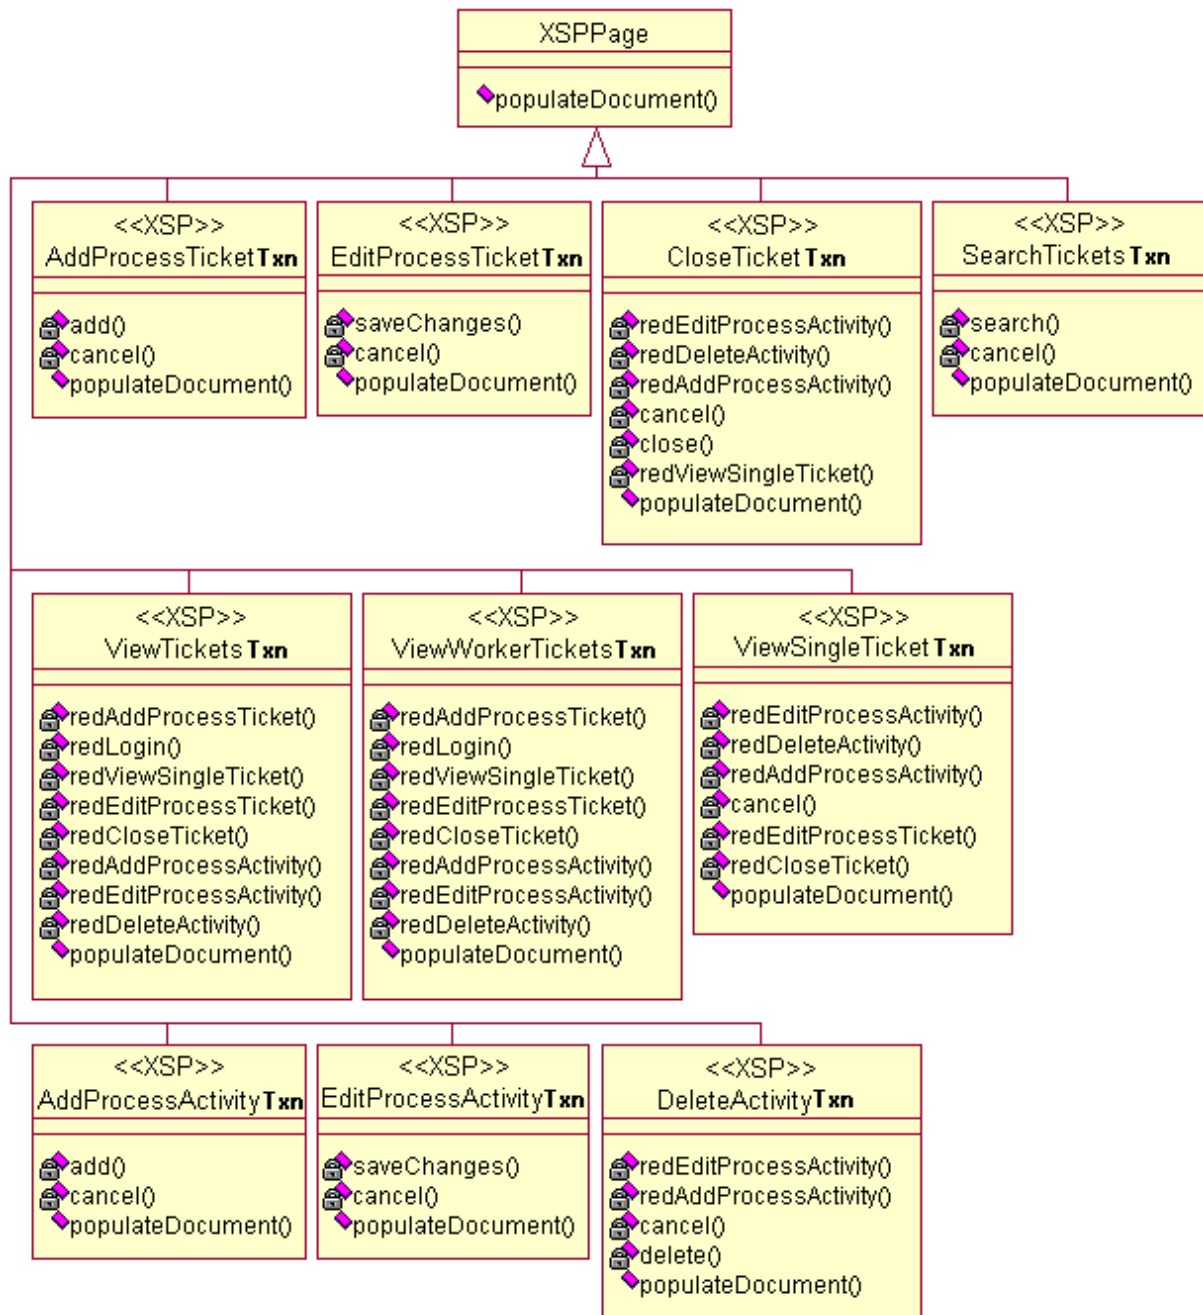 XSPPage
populateDocument()
<<XSP>>
AddProcessTicketTxn
add()
cancel()
populateDocument()
<<XSP>>
EditProcessTicketTxn
saveChanges()
cancel()
populateDocument()
<<XSP>>
CloseTicketTxn
redEditProcessActivity()
redDeleteActivity()
redAddProcessActivity()
cancel()
close()
redViewSingleTicket()
populateDocument()
<<XSP>>
SearchTicketsTxn
search()
cancel()
populateDocument()
<<XSP>>
ViewTicketsTxn
redAddProcessTicket()
redLogin()
redViewSingleTicket()
redEditProcessTicket()
redCloseTicket()
redAddProcessActivity()
redEditProcessActivity()
redDeleteActivity()
populateDocument()
<<XSP>>
ViewWorkerTicketsTxn
redAddProcessTicket()
redLogin()
redViewSingleTicket()
redEditProcessTicket()
redCloseTicket()
redAddProcessActivity()
redEditProcessActivity()
redDeleteActivity()
populateDocument()
<<XSP>>
ViewSingleTicketTxn
redEditProcessActivity()
redDeleteActivity()
redAddProcessActivity()
cancel()
redEditProcessTicket()
redCloseTicket()
populateDocument()
<<XSP>>
AddProcessActivityTxn
add()
cancel()
populateDocument()
<<XSP>>
EditProcessActivityTxn
saveChanges()
cancel()
populateDocument()
<<XSP>>
DeleteActivityTxn
redEditProcessActivity()
redAddProcessActivity()
cancel()
delete()
populateDocument()